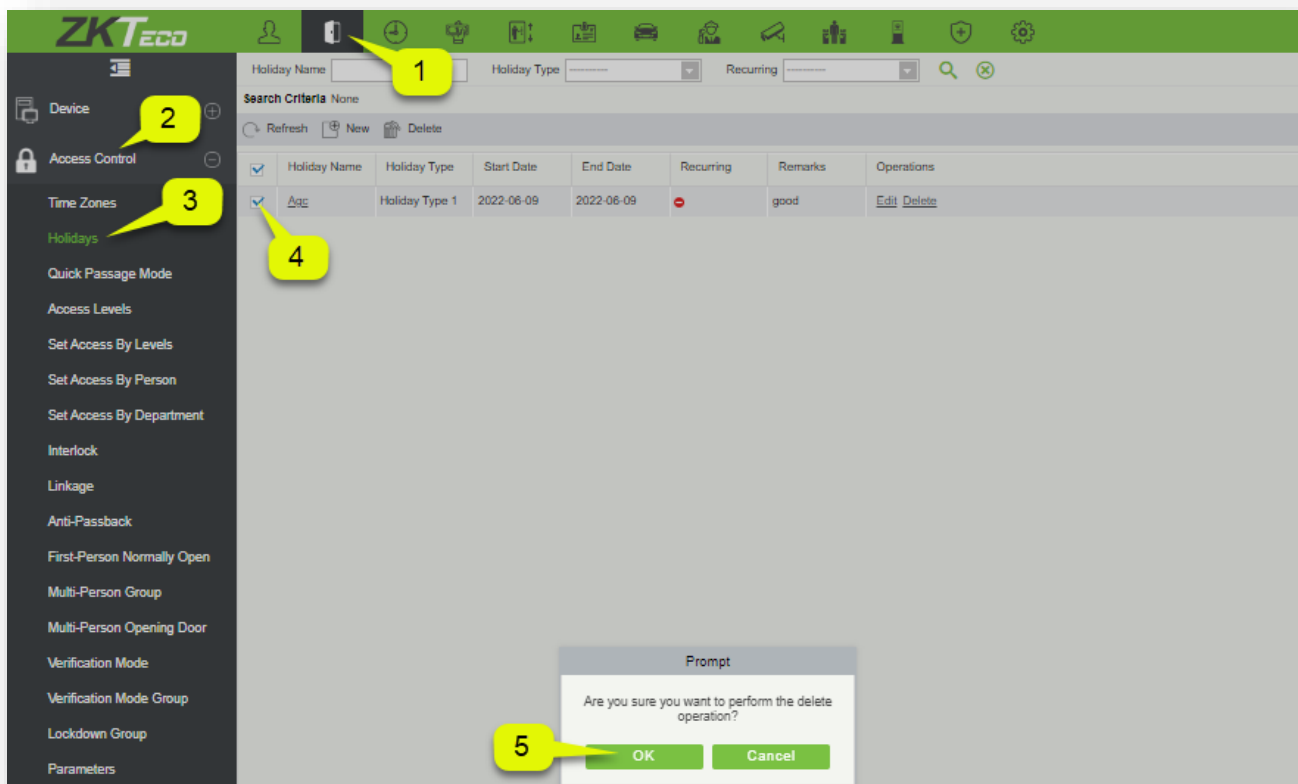 ZKTECO
Holiday Name
Holiday Type
----------
Recurring
----------
1
Search Criteria None
Device
2
Refresh New Delete
Access Control
Holiday Name Holiday Type Start Date End Date Recurring Remarks Operations
Time Zones
3
Agc Holiday Type 1 2022-06-09 2022-06-09 good Edit Delete
Holidays
4
Quick Passage Mode
Access Levels
Set Access By Levels
Set Access By Person
Set Access By Department
Interlock
Linkage
Anti-Passback
First-Person Normally Open
Multi-Person Group
Multi-Person Opening Door
Verification Mode
Verification Mode Group
Lockdown Group
Parameters
Prompt
Are you sure you want to perform the delete
operation?
5
OK Cancel